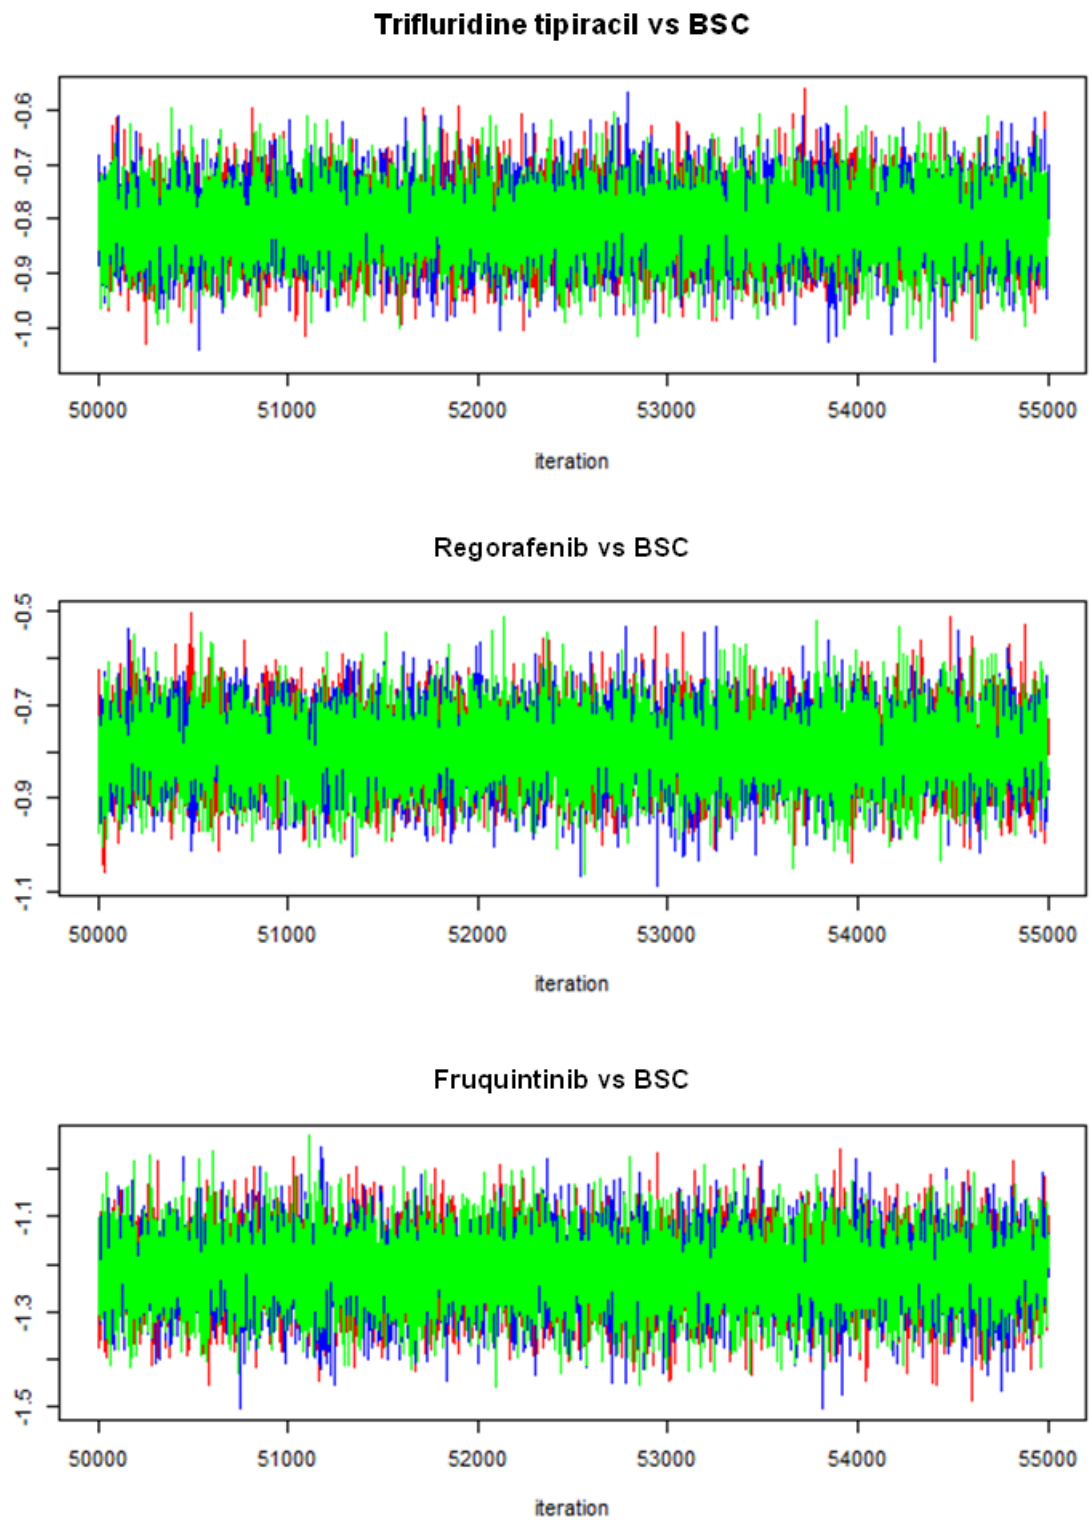 Trifluridine tipiracil vs BSC
-0.6
-0.7
-0.8
-0.9
-1.0
50000 51000 52000 53000 54000 55000
iteration
Regorafenib vs BSC
-0.5
-0.7
-0.9
-1.1
50000 51000 52000 53000 54000 55000
iteration
Fruquintinib vs BSC
-1.1
-1.3
-1.5
50000 51000 52000 53000 54000 55000
iteration